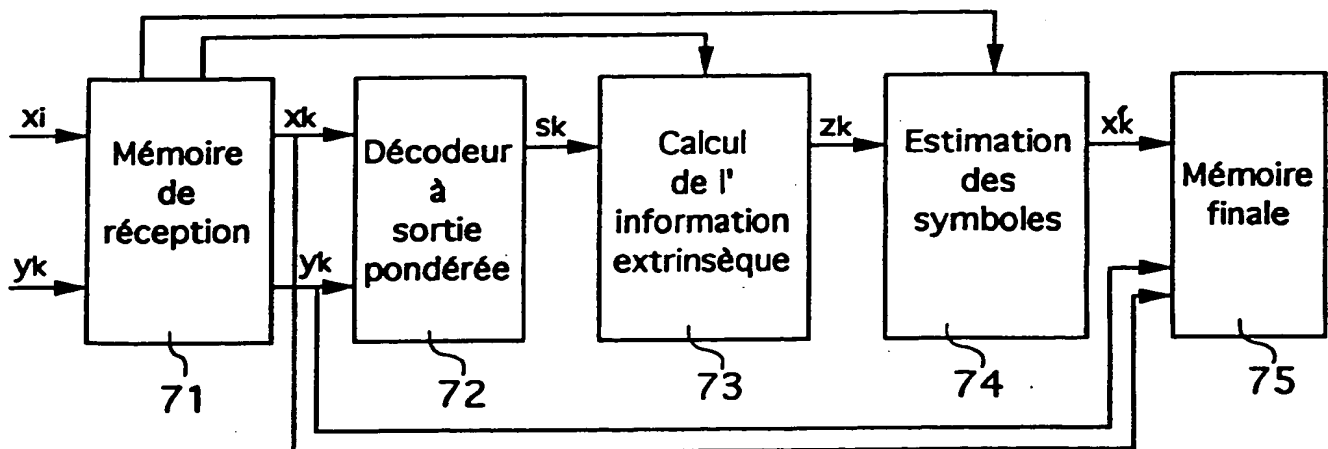 xi
yk
Mémoire
de
réception
71
xk
yk
Décodeur
à
sortie
pondérée
72
sk
Calcul
de l'
information
extrinsèque
73
zk
Estimation
des
symboles
74
x'k
Mémoire
finale
75